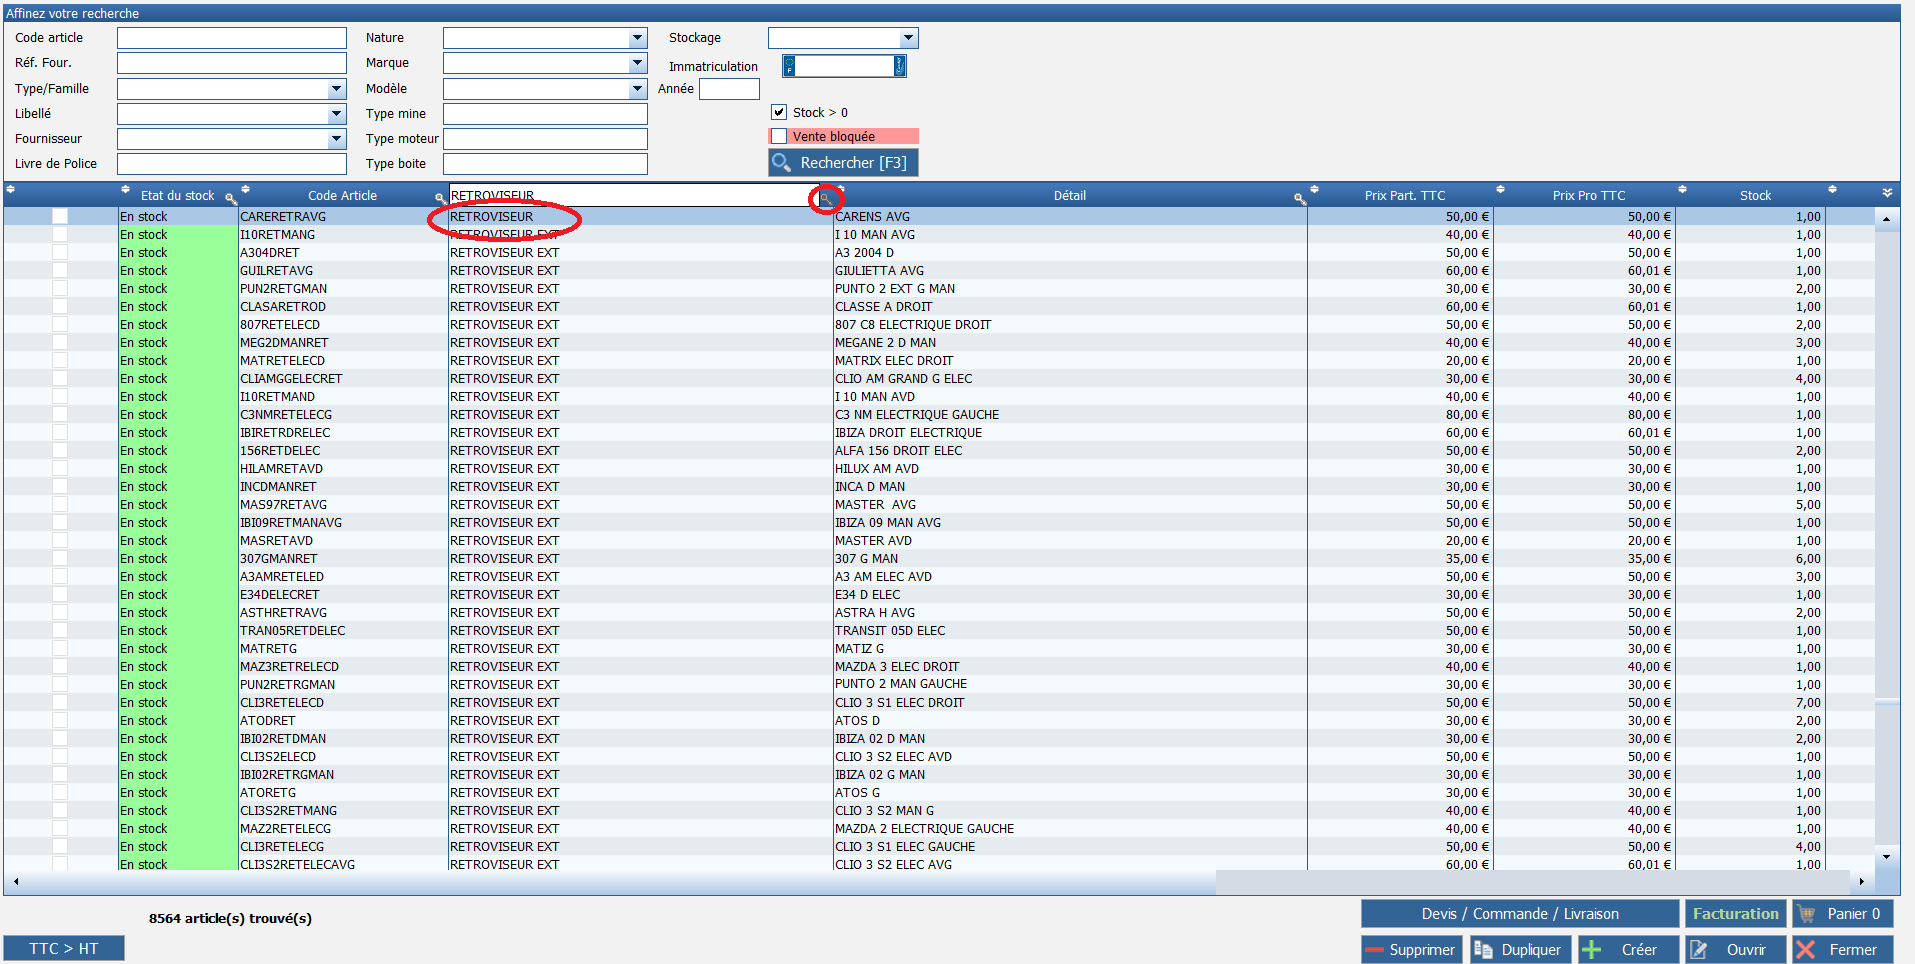 Affinez votre recherche
Code article Nature Stockage
Réf. Four. Marque Immatriculation F
Type/Famille Modèle Année
Libellé Type mine Stock > 0
Fournisseur Type moteur Vente bloquée
Livre de Police Type boite Rechercher [F3]
Etat du stock Code Article RETROVISEUR Détail Prix Part. TTC Prix Pro TTC Stock
En stock CARERETRAVG RETROVISEUR CARENS AVG 50,00 € 50,00 € 1,00
En stock I10RETMANG RETROVISEUR EXT I 10 MAN AVG 40,00 € 40,00 € 1,00
En stock A304DRET RETROVISEUR EXT A3 2004 D 50,00 € 50,00 € 1,00
En stock GUILRETAVG RETROVISEUR EXT GIULIETTA AVG 60,00 € 60,01 € 1,00
En stock PUN2RETGMAN RETROVISEUR EXT PUNTO 2 EXT G MAN 30,00 € 30,00 € 2,00
En stock CLASARETROD RETROVISEUR EXT CLASSE A DROIT 60,00 € 60,01 € 1,00
En stock 807RETELECD RETROVISEUR EXT 807 C8 ELECTRIQUE DROIT 50,00 € 50,00 € 2,00
En stock MEG2DMANRET RETROVISEUR EXT MEGANE 2 D MAN 40,00 € 40,00 € 3,00
En stock MATRETELECD RETROVISEUR EXT MATRIX ELEC DROIT 20,00 € 20,00 € 1,00
En stock CLIAMGGELECRET RETROVISEUR EXT CLIO AM GRAND G ELEC 30,00 € 30,00 € 4,00
En stock I10RETMAND RETROVISEUR EXT I 10 MAN AVD 40,00 € 40,00 € 1,00
En stock C3NMRETELECG RETROVISEUR EXT C3 NM ELECTRIQUE GAUCHE 80,00 € 80,00 € 1,00
En stock IBIRETRDRELEC RETROVISEUR EXT IBIZA DROIT ELECTRIQUE 60,00 € 60,01 € 1,00
En stock 156RETDELEC RETROVISEUR EXT ALFA 156 DROIT ELEC 50,00 € 50,00 € 2,00
En stock HILAMRETAVD RETROVISEUR EXT HILUX AM AVD 30,00 € 30,00 € 1,00
En stock INCDMANRET RETROVISEUR EXT INCA D MAN 30,00 € 30,00 € 1,00
En stock MAS97RETAVG RETROVISEUR EXT MASTER AVG 50,00 € 50,00 € 5,00
En stock IBI09RETMANAVG RETROVISEUR EXT IBIZA 09 MAN AVG 50,00 € 50,00 € 1,00
En stock MASRETAVD RETROVISEUR EXT MASTER AVD 20,00 € 20,00 € 1,00
En stock 307GMANRET RETROVISEUR EXT 307 G MAN 35,00 € 35,00 € 6,00
En stock A3AMRETELED RETROVISEUR EXT A3 AM ELEC AVD 50,00 € 50,00 € 3,00
En stock E34DELECRET RETROVISEUR EXT E34 D ELEC 30,00 € 30,00 € 1,00
En stock ASTHRETRAVG RETROVISEUR EXT ASTRA H AVG 50,00 € 50,00 € 2,00
En stock TRAN05RETDELEC RETROVISEUR EXT TRANSIT 05D ELEC 50,00 € 50,00 € 1,00
En stock MATRETG RETROVISEUR EXT MATIZ G 30,00 € 30,00 € 1,00
En stock MAZ3RETRELECD RETROVISEUR EXT MAZDA 3 ELEC DROIT 40,00 € 40,00 € 1,00
En stock PUN2RETRGMAN RETROVISEUR EXT PUNTO 2 MAN GAUCHE 30,00 € 30,00 € 1,00
En stock CLI3RETELECD RETROVISEUR EXT CLIO 3 S1 ELEC DROIT 50,00 € 50,00 € 7,00
En stock ATODRET RETROVISEUR EXT ATOS D 30,00 € 30,00 € 2,00
En stock IBI02RETDMAN RETROVISEUR EXT IBIZA 02 D MAN 30,00 € 30,00 € 2,00
En stock CLI3S2ELECD RETROVISEUR EXT CLIO 3 S2 ELEC AVD 50,00 € 50,00 € 1,00
En stock IBI02RETRGMAN RETROVISEUR EXT IBIZA 02 G MAN 30,00 € 30,00 € 1,00
En stock ATORETG RETROVISEUR EXT ATOS G 30,00 € 30,00 € 1,00
En stock CLI3S2RETMANG RETROVISEUR EXT CLIO 3 S2 MAN G 40,00 € 40,00 € 1,00
En stock MAZ2RETELECG RETROVISEUR EXT MAZDA 2 ELECTRIQUE GAUCHE 40,00 € 40,00 € 1,00
En stock CLI3RETELECG RETROVISEUR EXT CLIO 3 S1 ELEC GAUCHE 50,00 € 50,00 € 4,00
En stock CLI3S2RETELECAVG RETROVISEUR EXT CLIO 3 S2 ELEC AVG 60,00 € 60,01 € 1,00
8564 article(s) trouvé(s) Devis / Commande / Livraison Facturation Panier 0
TTC > HT Supprimer Dupliquer Créer Ouvrir Fermer